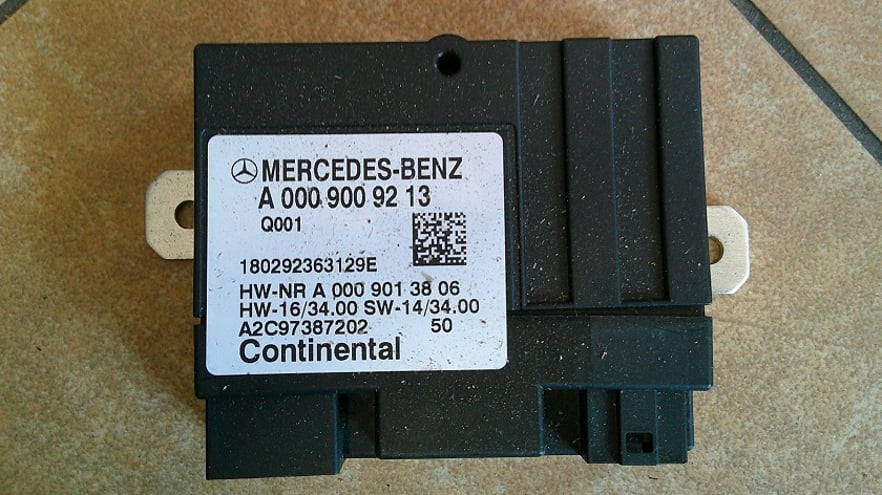 MERCEDES-BENZ
A 000 900 92 13
Q001
180292363129E
HW-NR A 000 901 38 06
HW-16/34.00 SW-14/34.00
A2C97387202 50
Continental